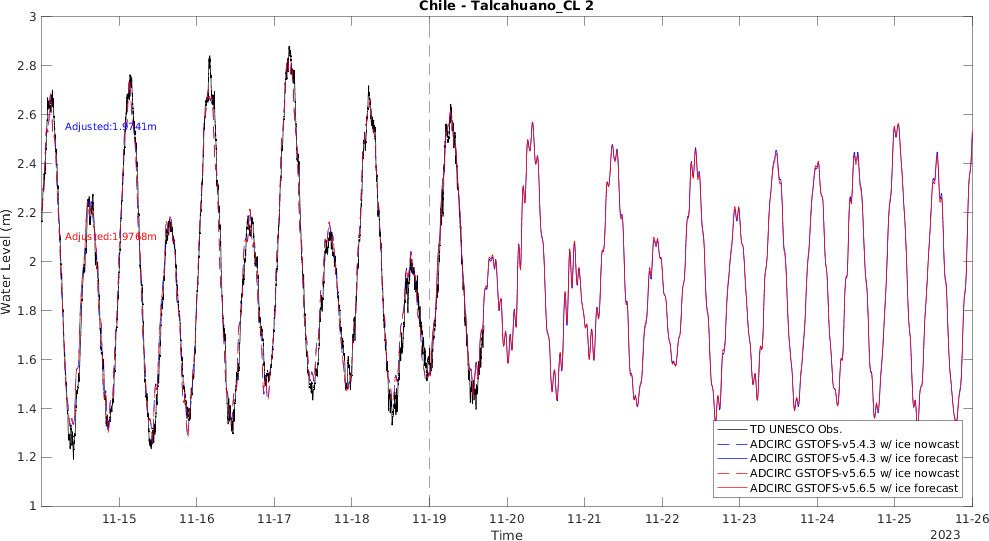 Chile - Talcahuano_CL 2
3
2.8
2.6
2.4
2.2
2
1.8
1.6
1.4
1.2
1
Water Level (m)
Adjusted:1.9741m
Adjusted:1.9768m
TD UNESCO Obs.
ADCIRC GSTOFS-v5.4.3 w/ ice nowcast
ADCIRC GSTOFS-v5.4.3 w/ ice forecast
ADCIRC GSTOFS-v5.6.5 w/ ice nowcast
ADCIRC GSTOFS-v5.6.5 w/ ice forecast
11-15 11-16 11-17 11-18 11-19 11-20 11-21 11-22 11-23 11-24 11-25 11-26
Time
2023